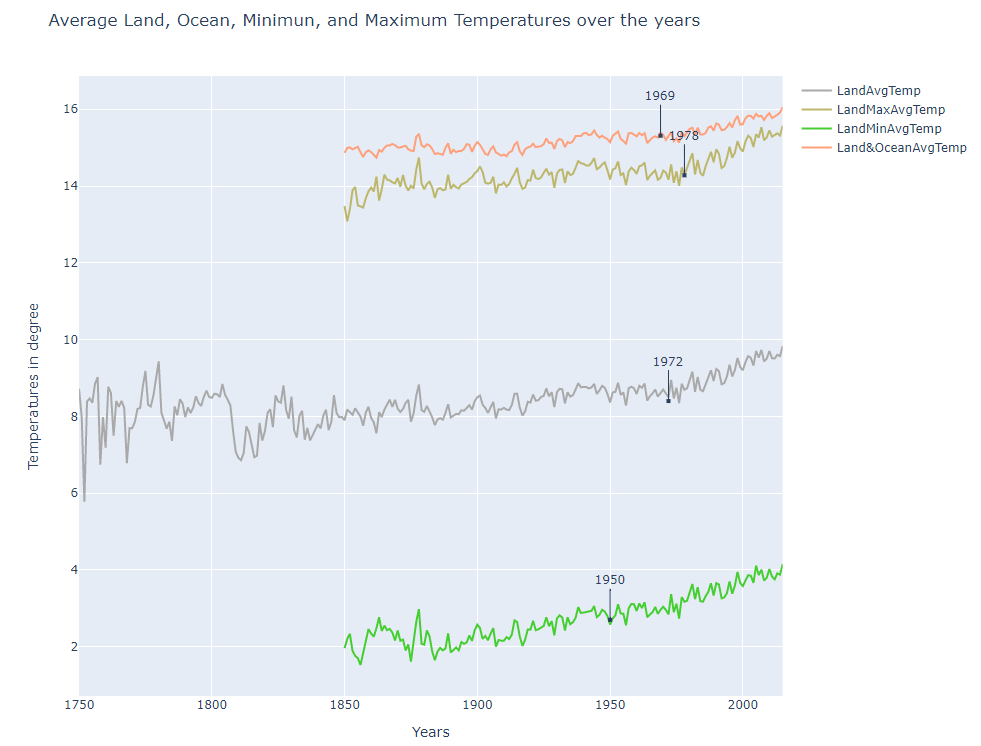 Average Land, Ocean, Minimun, and Maximum Temperatures over the years
LandAvgTemp
LandMaxAvgTemp
LandMinAvgTemp
Land&OceanAvgTemp
1969
1978
1972
1950
16
14
12
10
8
6
4
2
Temperatures in degree
1750
1800
1850
1900
1950
2000
Years